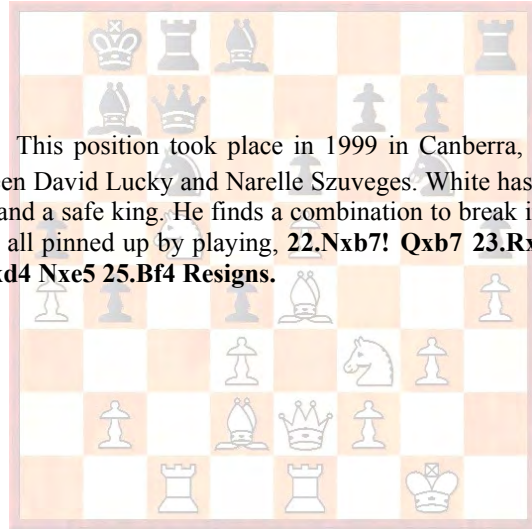 This position took place in 1999 in Canberra,
en David Lucky and Narelle Szuveges. White has
and a safe king. He finds a combination to break i
all pinned up by playing, 22.Nxb7! Qxb7 23.Rx
xd4 Nxe5 25.Bf4 Resigns.